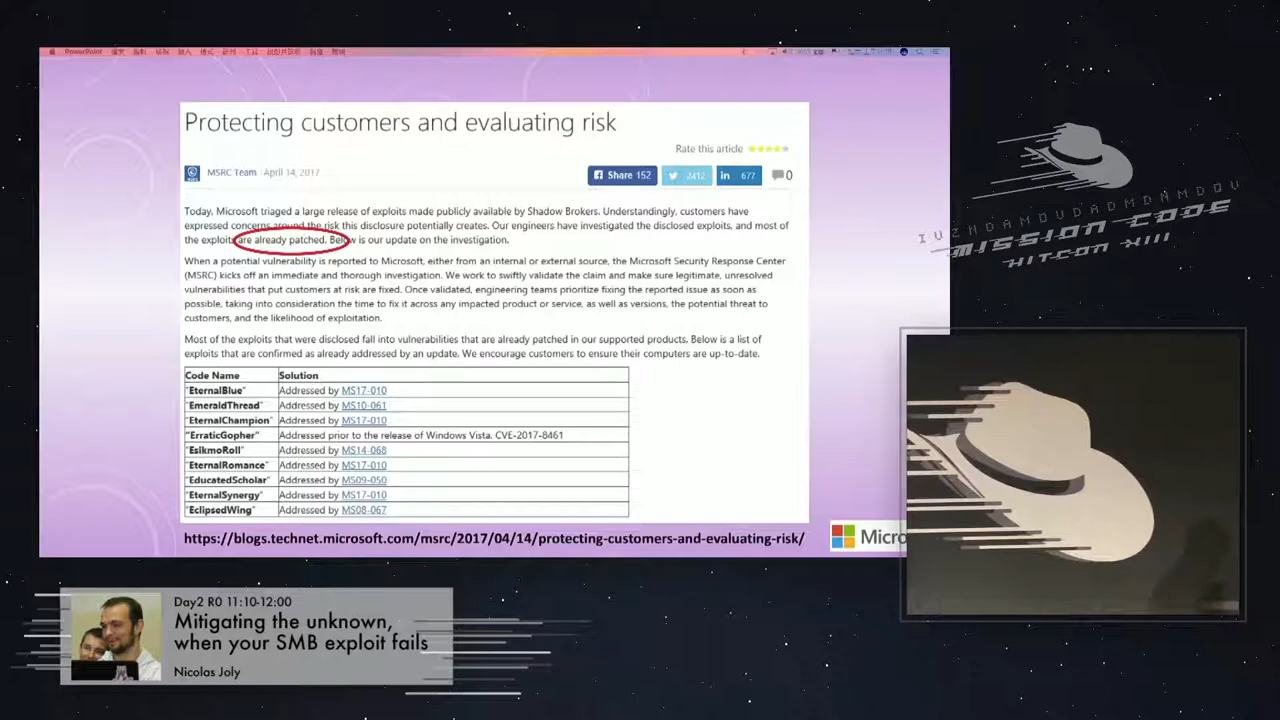 PowerPoint
Protecting customers and evaluating risk
Rate this article
MSRC Team April 14, 2017
Share 152
2412
in 677
0
Today, Microsoft triaged a large release of exploits made publicly available by Shadow Brokers. Understandingly, customers have
expressed concerns around the risk this disclosure potentially creates. Our engineers have investigated the disclosed exploits, and most of
the exploits are already patched. Below is our update on the investigation.
When a potential vulnerability is reported to Microsoft, either from an internal or external source, the Microsoft Security Response Center
(MSRC) kicks off an immediate and thorough investigation. We work to swiftly validate the claim and make sure legitimate, unresolved
vulnerabilities that put customers at risk are fixed. Once validated, engineering teams prioritize fixing the reported issue as soon as
possible, taking into consideration the time to fix it across any impacted product or service, as well as versions, the potential threat to
customers, and the likelihood of exploitation.
Most of the exploits that were disclosed fall into vulnerabilities that are already patched in our supported products. Below is a list of
exploits that are confirmed as already addressed by an update. We encourage customers to ensure their computers are up-to-date.
Code Name Solution
"EternalBlue" Addressed by MS17-010
"EmeraldThread" Addressed by MS10-061
"EternalChampion" Addressed by MS17-010
"ErraticGopher" Addressed prior to the release of Windows Vista. CVE-2017-8461
"EsikmoRoll" Addressed by MS14-068
"EternalRomance" Addressed by MS17-010
"EducatedScholar" Addressed by MS09-050
"EternalSynergy" Addressed by MS17-010
"EclipsedWing" Addressed by MS08-067
https://blogs.technet.microsoft.com/msrc/2017/04/14/protecting-customers-and-evaluating-risk/
Micro
MISSION CODE
HITCON XIII
Day2 R0 11:10-12:00
Mitigating the unknown,
when your SMB exploit fails
Nicolas Joly